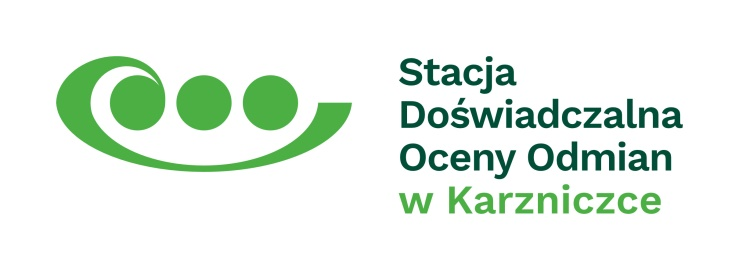 Stacja
Doświadczalna
Oceny Odmian
w Karzniczce